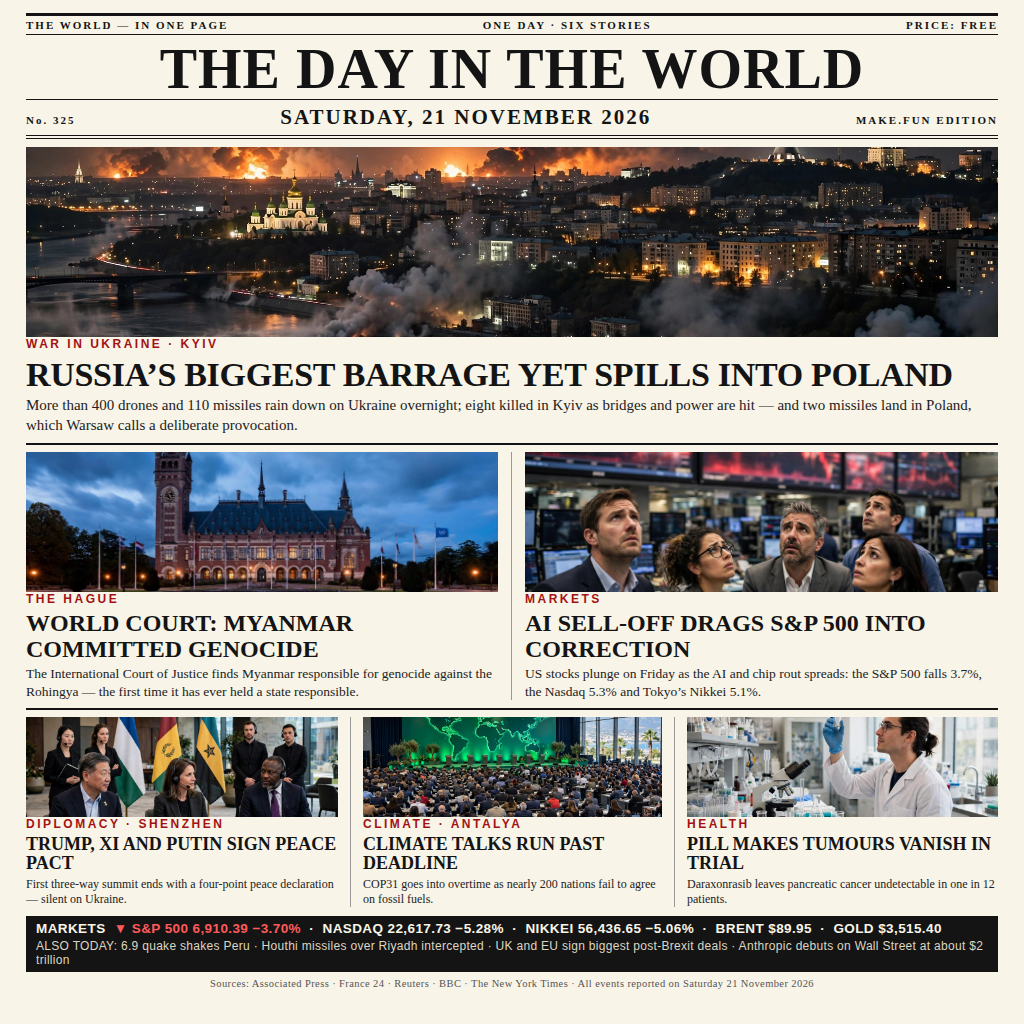 THE WORLD — IN ONE PAGE
ONE DAY · SIX STORIES
PRICE: FREE
THE DAY IN THE WORLD
No. 325
SATURDAY, 21 NOVEMBER 2026
MAKE.FUN EDITION
WAR IN UKRAINE · KYIV
RUSSIA’S BIGGEST BARRAGE YET SPILLS INTO POLAND
More than 400 drones and 110 missiles rain down on Ukraine overnight; eight killed in Kyiv as bridges and power are hit — and two missiles land in Poland,
which Warsaw calls a deliberate provocation.
THE HAGUE
WORLD COURT: MYANMAR
COMMITTED GENOCIDE
The International Court of Justice finds Myanmar responsible for genocide against the
Rohingya — the first time it has ever held a state responsible.
MARKETS
AI SELL-OFF DRAGS S&P 500 INTO
CORRECTION
US stocks plunge on Friday as the AI and chip rout spreads: the S&P 500 falls 3.7%,
the Nasdaq 5.3% and Tokyo’s Nikkei 5.1%.
DIPLOMACY · SHENZHEN
TRUMP, XI AND PUTIN SIGN PEACE
PACT
First three-way summit ends with a four-point peace declaration
— silent on Ukraine.
CLIMATE · ANTALYA
CLIMATE TALKS RUN PAST
DEADLINE
COP31 goes into overtime as nearly 200 nations fail to agree
on fossil fuels.
HEALTH
PILL MAKES TUMOURS VANISH IN
TRIAL
Daraxonrasib leaves pancreatic cancer undetectable in one in 12
patients.
MARKETS ▼ S&P 500 6,910.39 −3.70% · NASDAQ 22,617.73 −5.28% · NIKKEI 56,436.65 −5.06% · BRENT $89.95 · GOLD $3,515.40
ALSO TODAY: 6.9 quake shakes Peru · Houthi missiles over Riyadh intercepted · UK and EU sign biggest post-Brexit deals · Anthropic debuts on Wall Street at about $2
trillion
Sources: Associated Press · France 24 · Reuters · BBC · The New York Times · All events reported on Saturday 21 November 2026